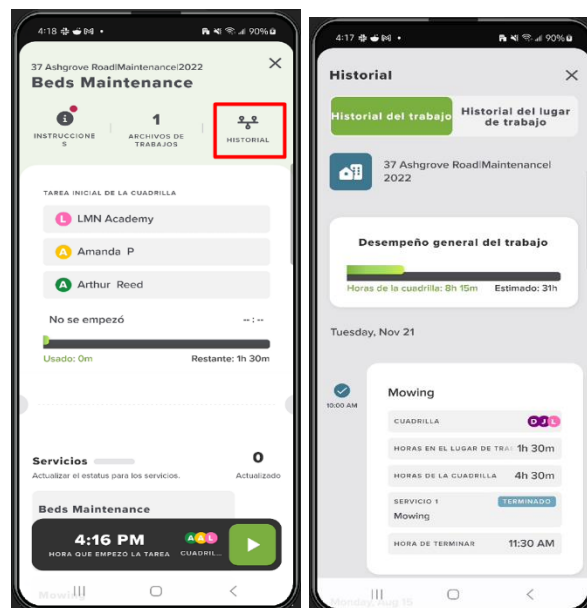 4:18
90%
37 Ashgrove Road|Maintenance|2022
Beds Maintenance
INSTRUCCIONE
S
1
ARCHIVOS DE
TRABAJOS
HISTORIAL
TAREA INICIAL DE LA CUADRILLA
L LMN Academy
A Amanda P
A Arthur Reed
No se empezó --:--
Usado: 0m Restante: 1h 30m
Servicios 0
Actualizar el estatus para los servicios. Actualizado
Beds Maintenance
4:16 PM A A L
HORA QUE EMPEZO LA TAREA CUADRIL...
Mowing
4:17
90%
Historial
Historial del trabajo
Historial del lugar
de trabajo
37 Ashgrove Road|Maintenance|
2022
Desempeño general del trabajo
Horas de la cuadrilla: 8h 15m Estimado: 31h
Tuesday, Nov 21
10:00 AM
Mowing
CUADRILLA D J L
HORAS EN EL LUGAR DE TRA 1h 30m
HORAS DE LA CUADRILLA 4h 30m
SERVICIO 1 TERMINADO
Mowing
HORA DE TERMINAR 11:30 AM
Monday, Aug 15